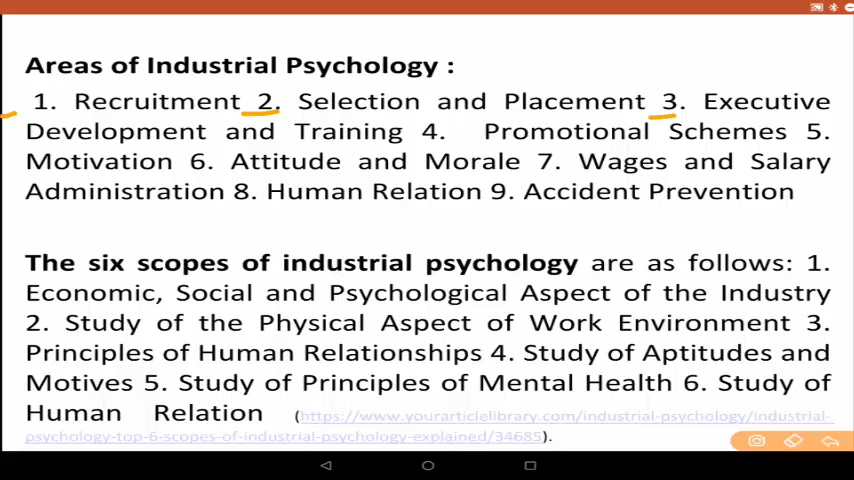 Areas of Industrial Psychology :
1. Recruitment 2. Selection and Placement 3. Executive
Development and Training 4. Promotional Schemes 5.
Motivation 6. Attitude and Morale 7. Wages and Salary
Administration 8. Human Relation 9. Accident Prevention
The six scopes of industrial psychology are as follows: 1.
Economic, Social and Psychological Aspect of the Industry
2. Study of the Physical Aspect of Work Environment 3.
Principles of Human Relationships 4. Study of Aptitudes and
Motives 5. Study of Principles of Mental Health 6. Study of
Human Relation (https://www.yourarticlelibrary.com/industrial-psychology/industrial-
psychology-top-6-scopes-of-industrial-psychology-explained/34685).